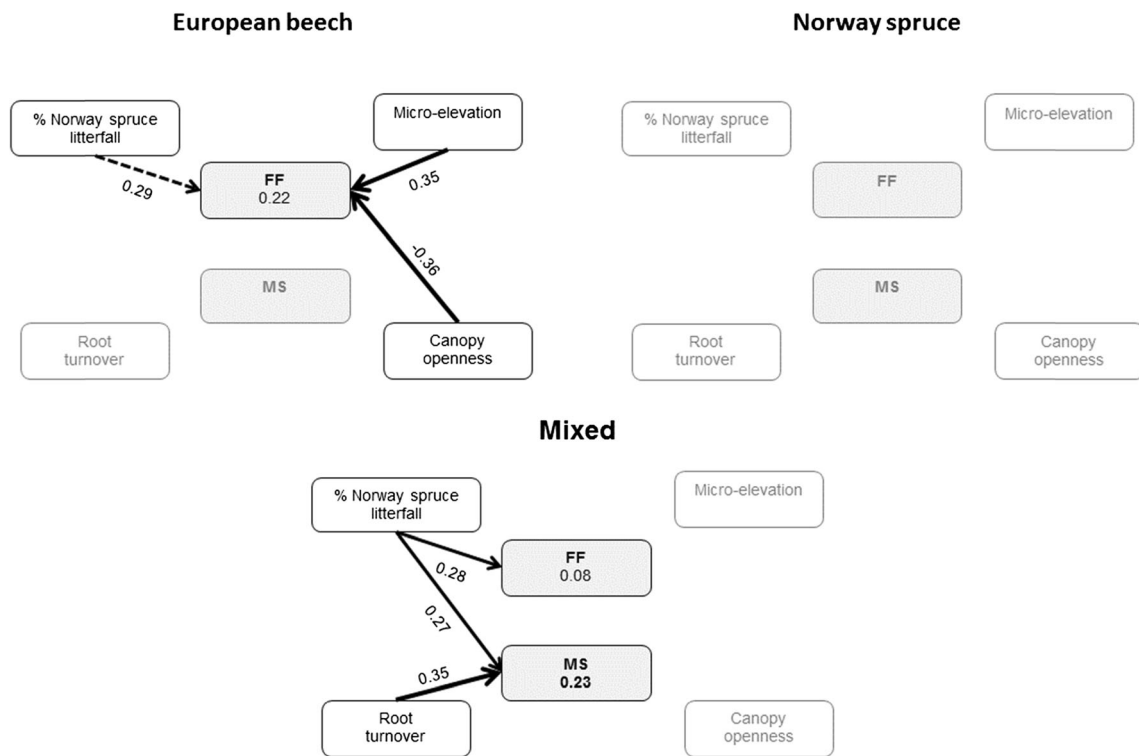 European beech
% Norway spruce
litterfall
Micro-elevation
0.29
FF
0.22
0.35
-0.36
MS
Root
turnover
Canopy
openness
Norway spruce
% Norway spruce
litterfall
Micro-elevation
FF
MS
Root
turnover
Canopy
openness
Mixed
% Norway spruce
litterfall
Micro-elevation
FF
0.08
0.28
0.27
MS
0.23
0.35
Root
turnover
Canopy
openness